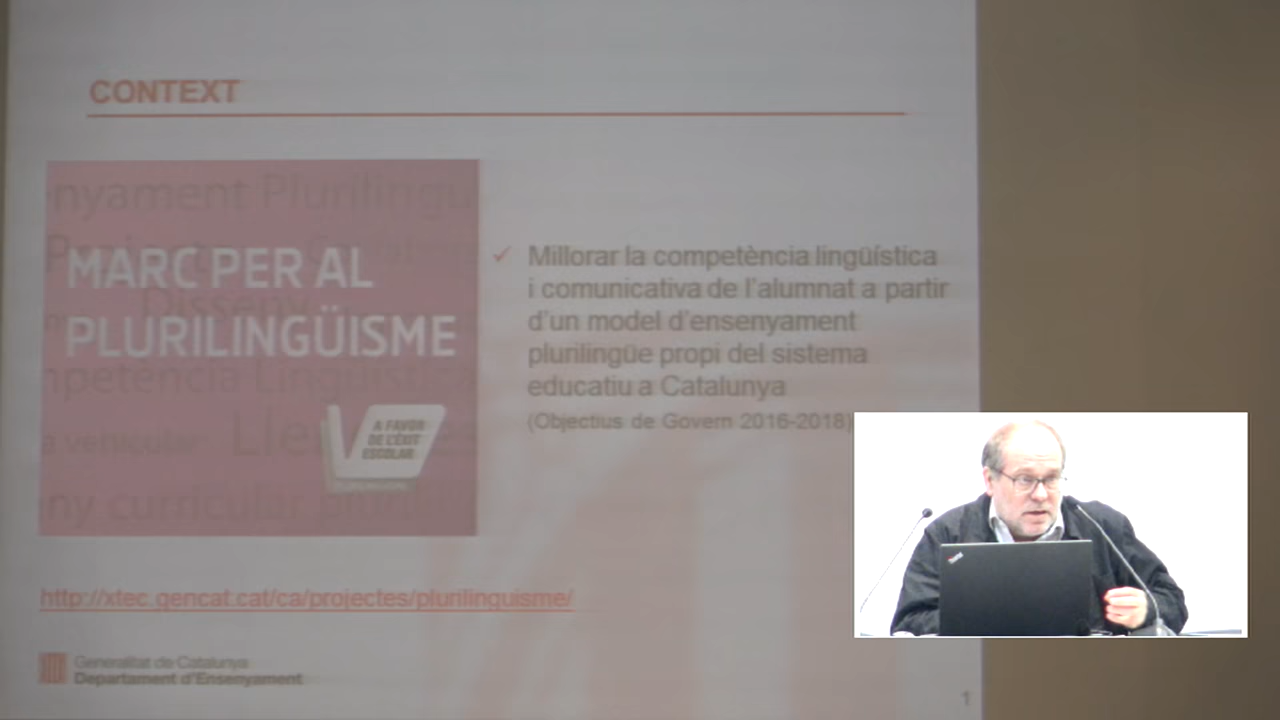 CONTEXT
MARC PER AL
PLURILINGÜISME
A FAVOR
DE L'ÈXIT
ESCOLAR
✓ Millorar la competència lingüística
i comunicativa de l'alumnat a partir
d'un model d'ensenyament
plurilingüe propi del sistema
educatiu a Catalunya
(Objectius de Govern 2016-2018)
http://xtec.gencat.cat/ca/projectes/plurilinguisme/
Generalitat de Catalunya
Departament d'Ensenyament
1